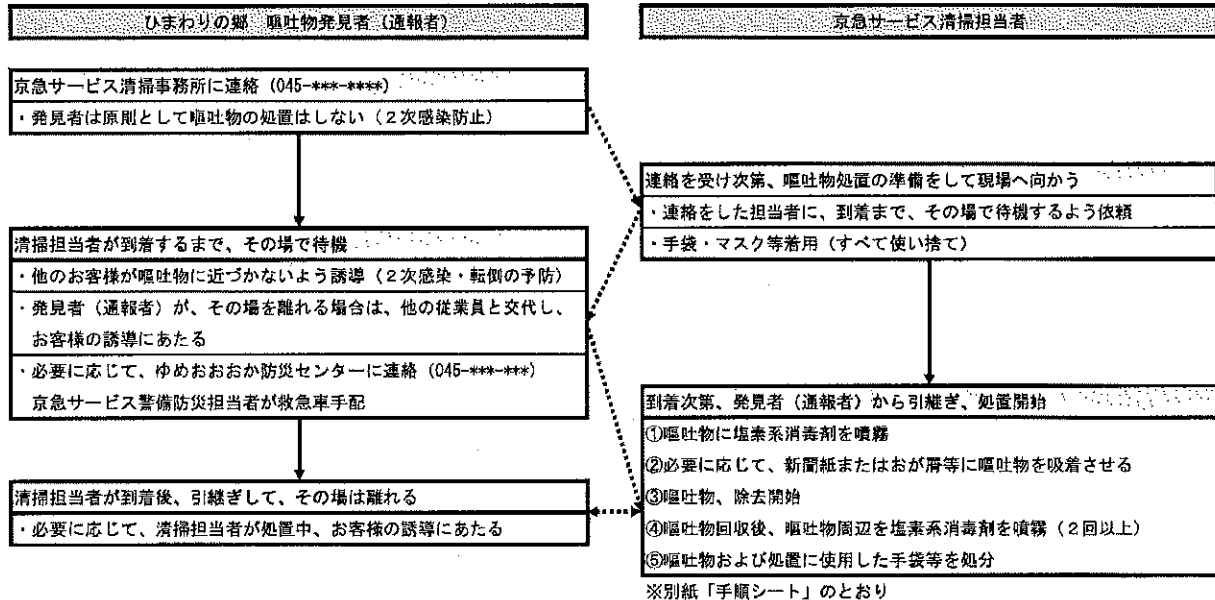 ひまわりの郷 嘔吐物発見者（通報者）
京急サービス清掃事務所に連絡（045-***-****）
・発見者は原則として嘔吐物の処置はしない（２次感染防止）
清掃担当者が到着するまで、その場で待機
・他のお客様が嘔吐物に近づかないよう誘導（２次感染・転倒の予防）
・発見者（通報者）が、その場を離れる場合は、他の従業員と交代し、
お客様の誘導にあたる
・必要に応じて、ゆめおおおか防災センターに連絡（045-***-***）
京急サービス警備防災担当者が救急車手配
清掃担当者が到着後、引継ぎして、その場は離れる
・必要に応じて、清掃担当者が処置中、お客様の誘導にあたる
京急サービス清掃担当者
連絡を受け次第、嘔吐物処置の準備をして現場へ向かう
・連絡をした担当者に、到着まで、その場で待機するよう依頼
・手袋・マスク等着用（すべて使い捨て）
到着次第、発見者（通報者）から引継ぎ、処置開始
①嘔吐物に塩素系消毒剤を噴霧
②必要に応じて、新聞紙またはおが屑等に嘔吐物を吸着させる
③嘔吐物、除去開始
④嘔吐物回収後、嘔吐物周辺を塩素系消毒剤を噴霧（２回以上）
⑤嘔吐物および処置に使用した手袋等を処分
※別紙「手順シート」のとおり